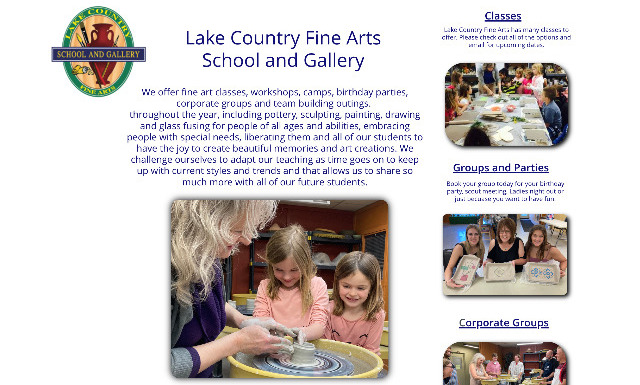 LAKE COUNTRY
SCHOOL AND GALLERY
FINE ARTS
Lake Country Fine Arts
School and Gallery
We offer fine art classes, workshops, camps, birthday parties,
corporate groups and team building outings.
throughout the year, including pottery, sculpting, painting, drawing
and glass fusing for people of all ages and abilities, embracing
people with special needs, liberating them and all of our students to
have the joy to create beautiful memories and art creations. We
challenge ourselves to adapt our teaching as time goes on to keep
up with current styles and trends and that allows us to share so
much more with all of our future students.
Classes
Lake Country Fine Arts has many classes to
offer. Please check out all of the options and
email for upcoming dates.
Groups and Parties
Book your group today for your birthday
party, scout meeting, Ladies night out or
just becuase you want to have fun
Corporate Groups